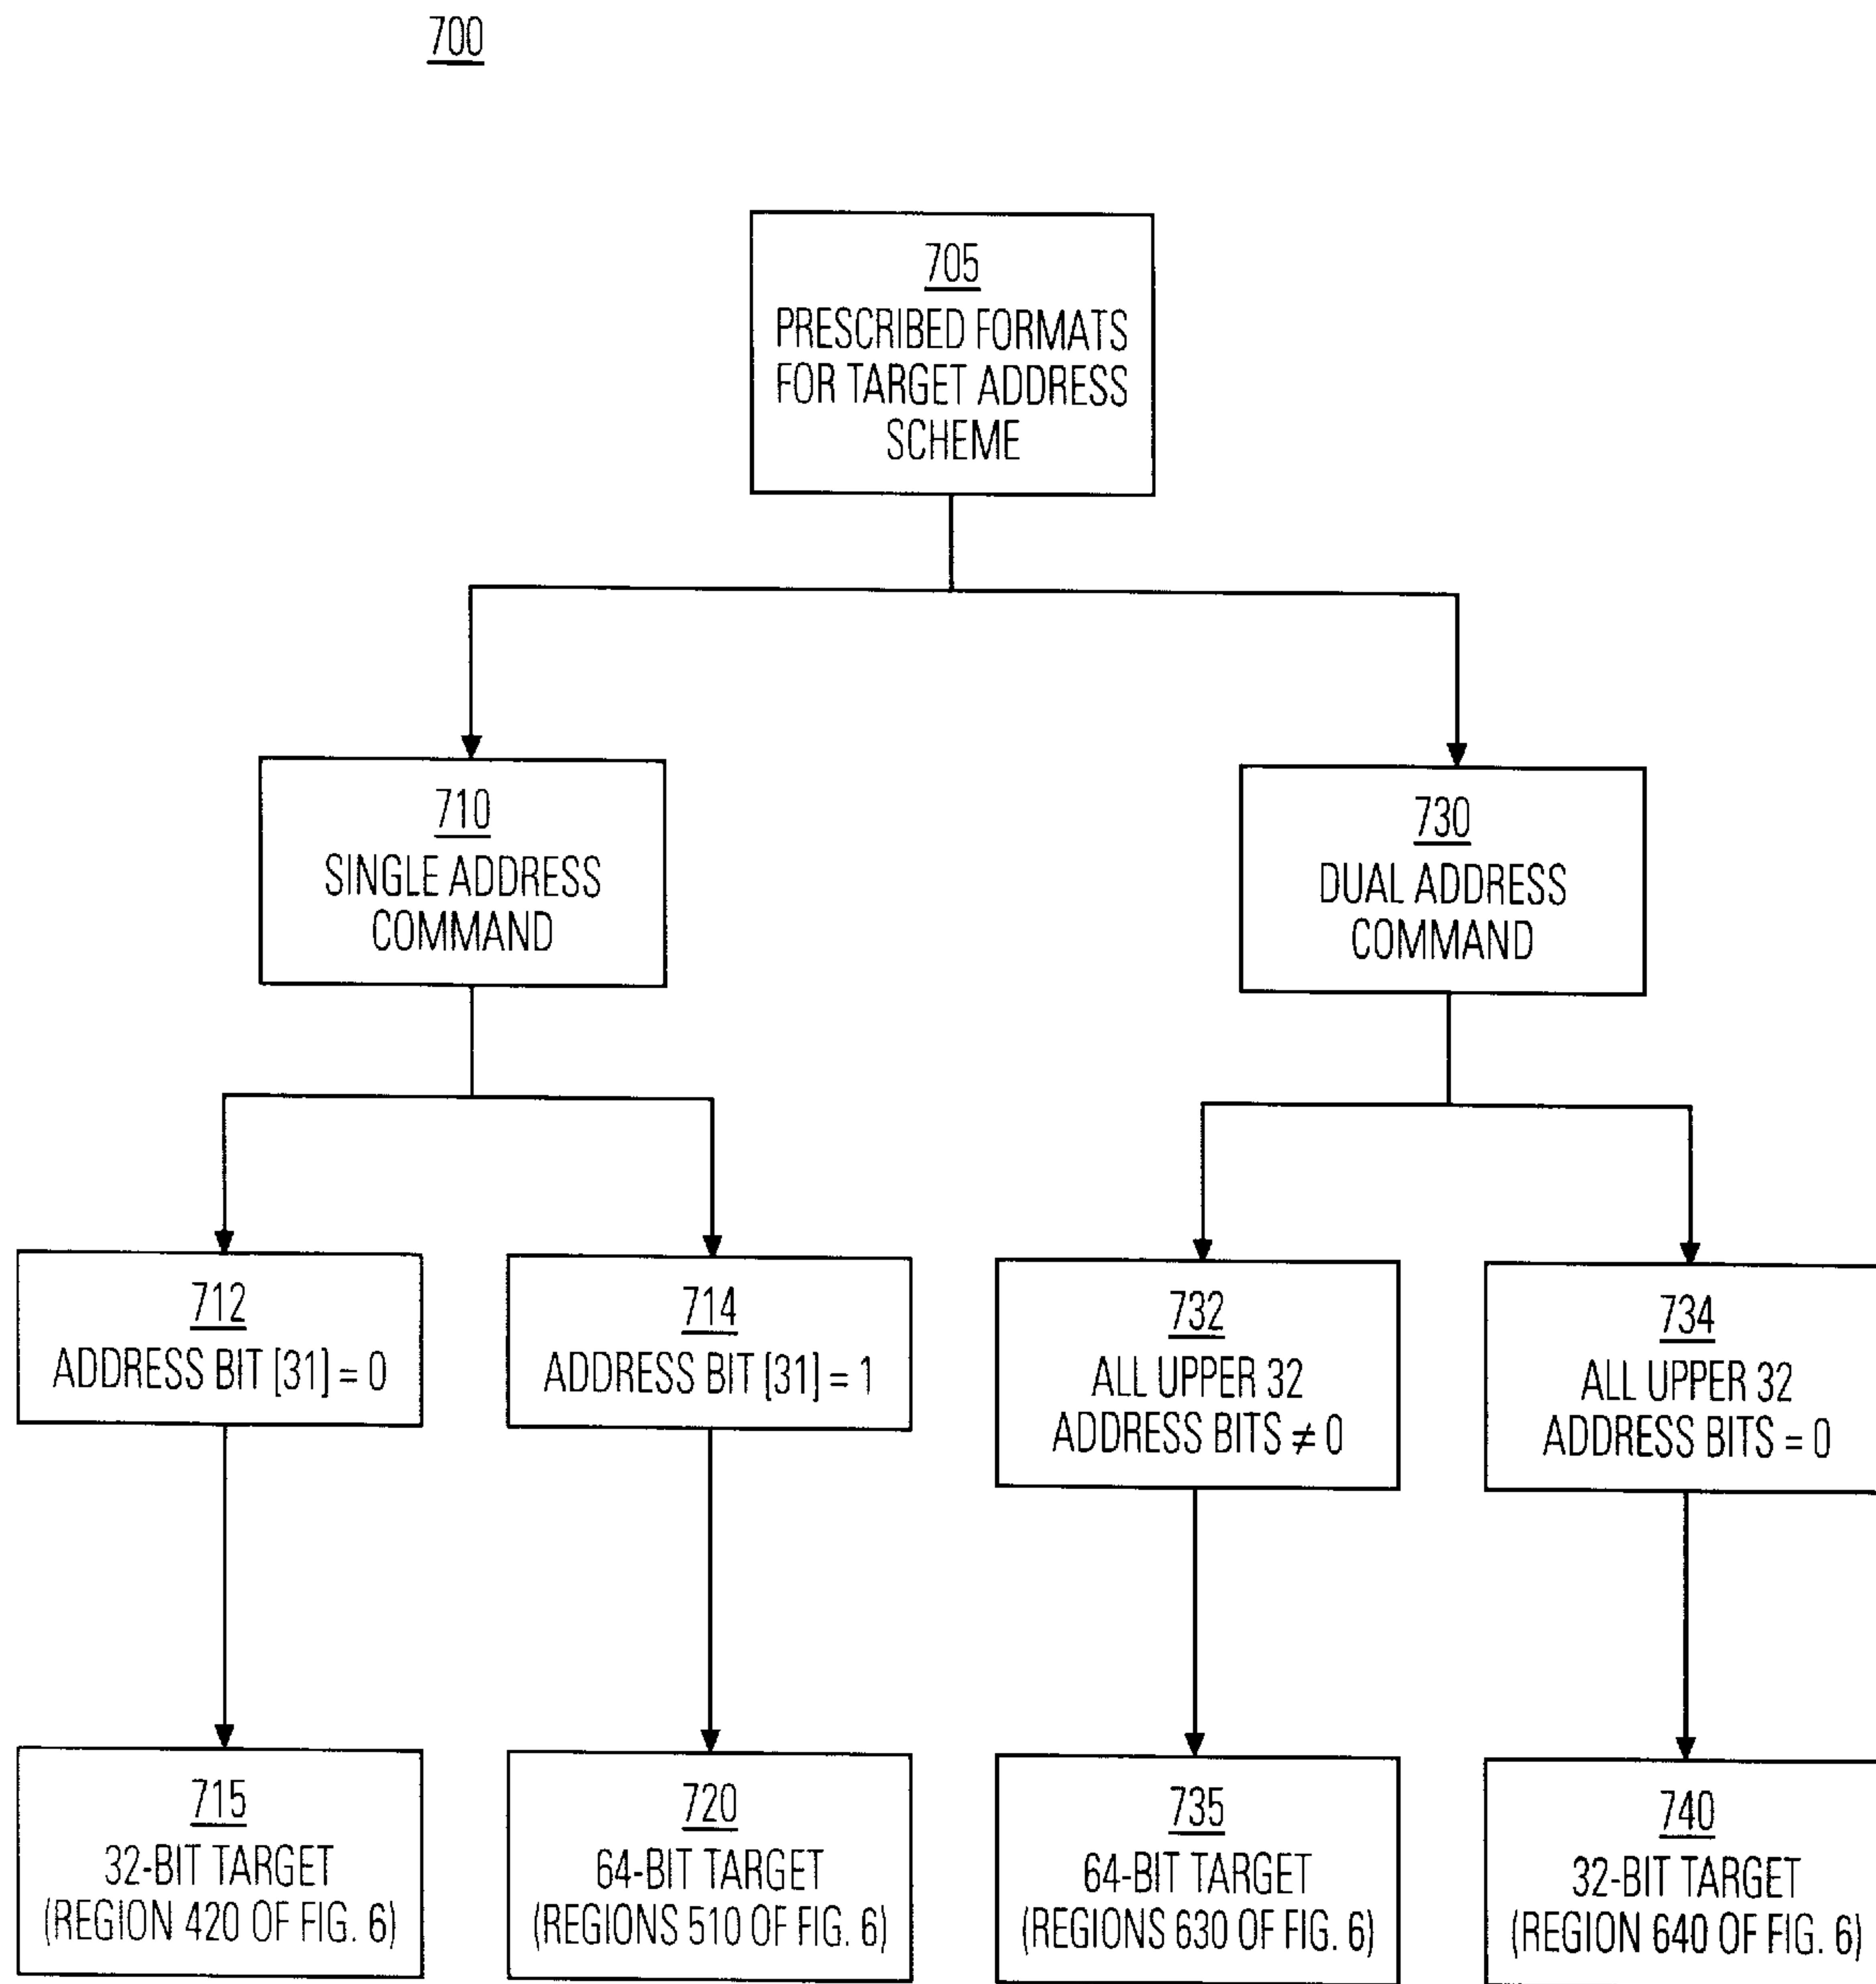 700
705
PRESCRIBED FORMATS
FOR TARGET ADDRESS
SCHEME
710
SINGLE ADDRESS
COMMAND
730
DUAL ADDRESS
COMMAND
712
ADDRESS BIT [31] = 0
714
ADDRESS BIT [31] = 1
732
ALL UPPER 32
ADDRESS BITS ≠ 0
734
ALL UPPER 32
ADDRESS BITS = 0
715
32-BIT TARGET
(REGION 420 OF FIG. 6)
720
64-BIT TARGET
(REGIONS 510 OF FIG. 6)
735
64-BIT TARGET
(REGIONS 630 OF FIG. 6)
740
32-BIT TARGET
(REGION 640 OF FIG. 6)